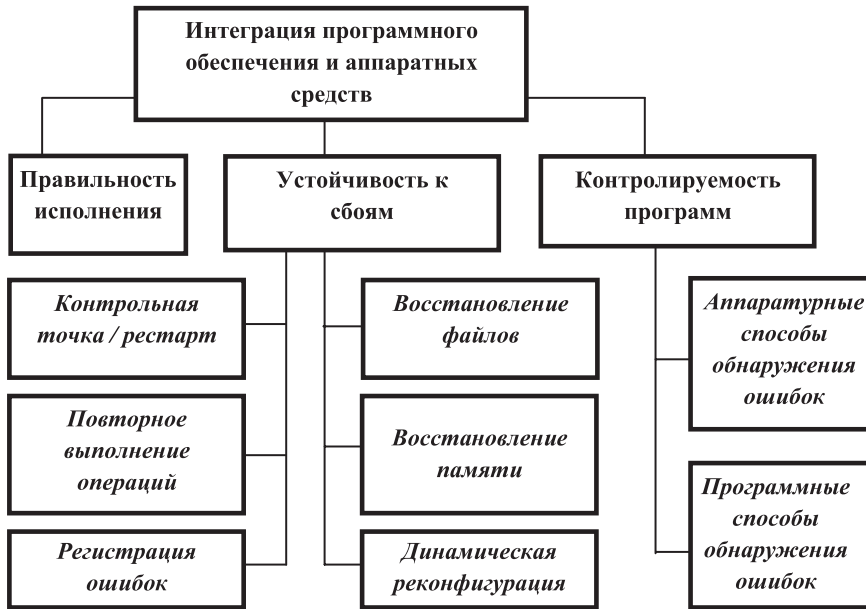 Интеграция программного
обеспечения и аппаратных
средств
Правильность
исполнения
Устойчивость к
сбоям
Контролируемость
программ
Контрольная
точка / рестарт
Восстановление
файлов
Аппаратурные
способы
обнаружения
ошибок
Повторное
выполнение
операций
Восстановление
памяти
Программные
способы
обнаружения
ошибок
Регистрация
ошибок
Динамическая
реконфигурация